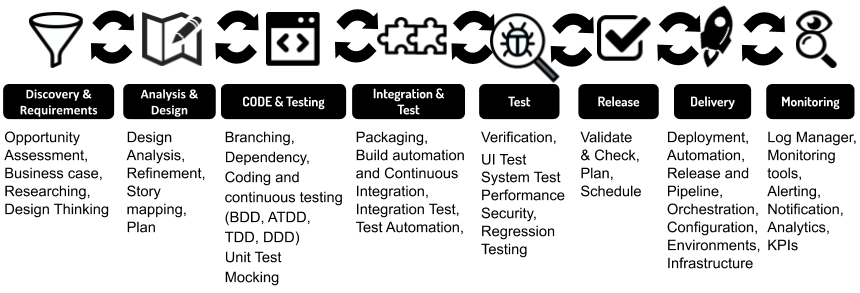 Discovery &
Requirements
Opportunity
Assessment,
Business case,
Researching,
Design Thinking
Analysis &
Design
Design
Analysis,
Refinement,
Story
mapping,
Plan
CODE & Testing
Branching,
Dependency,
Coding and
continuous testing
(BDD, ATDD,
TDD, DDD)
Unit Test
Mocking
Integration &
Test
Packaging,
Build automation
and Continuous
Integration,
Integration Test,
Test Automation,
Test
Verification,
UI Test
System Test
Performance
Security,
Regression
Testing
Release
Validate
& Check,
Plan,
Schedule
Delivery
Deployment,
Automation,
Release and
Pipeline,
Orchestration,
Configuration,
Environments,
Infrastructure
Monitoring
Log Manager,
Monitoring
tools,
Alerting,
Notification,
Analytics,
KPIs